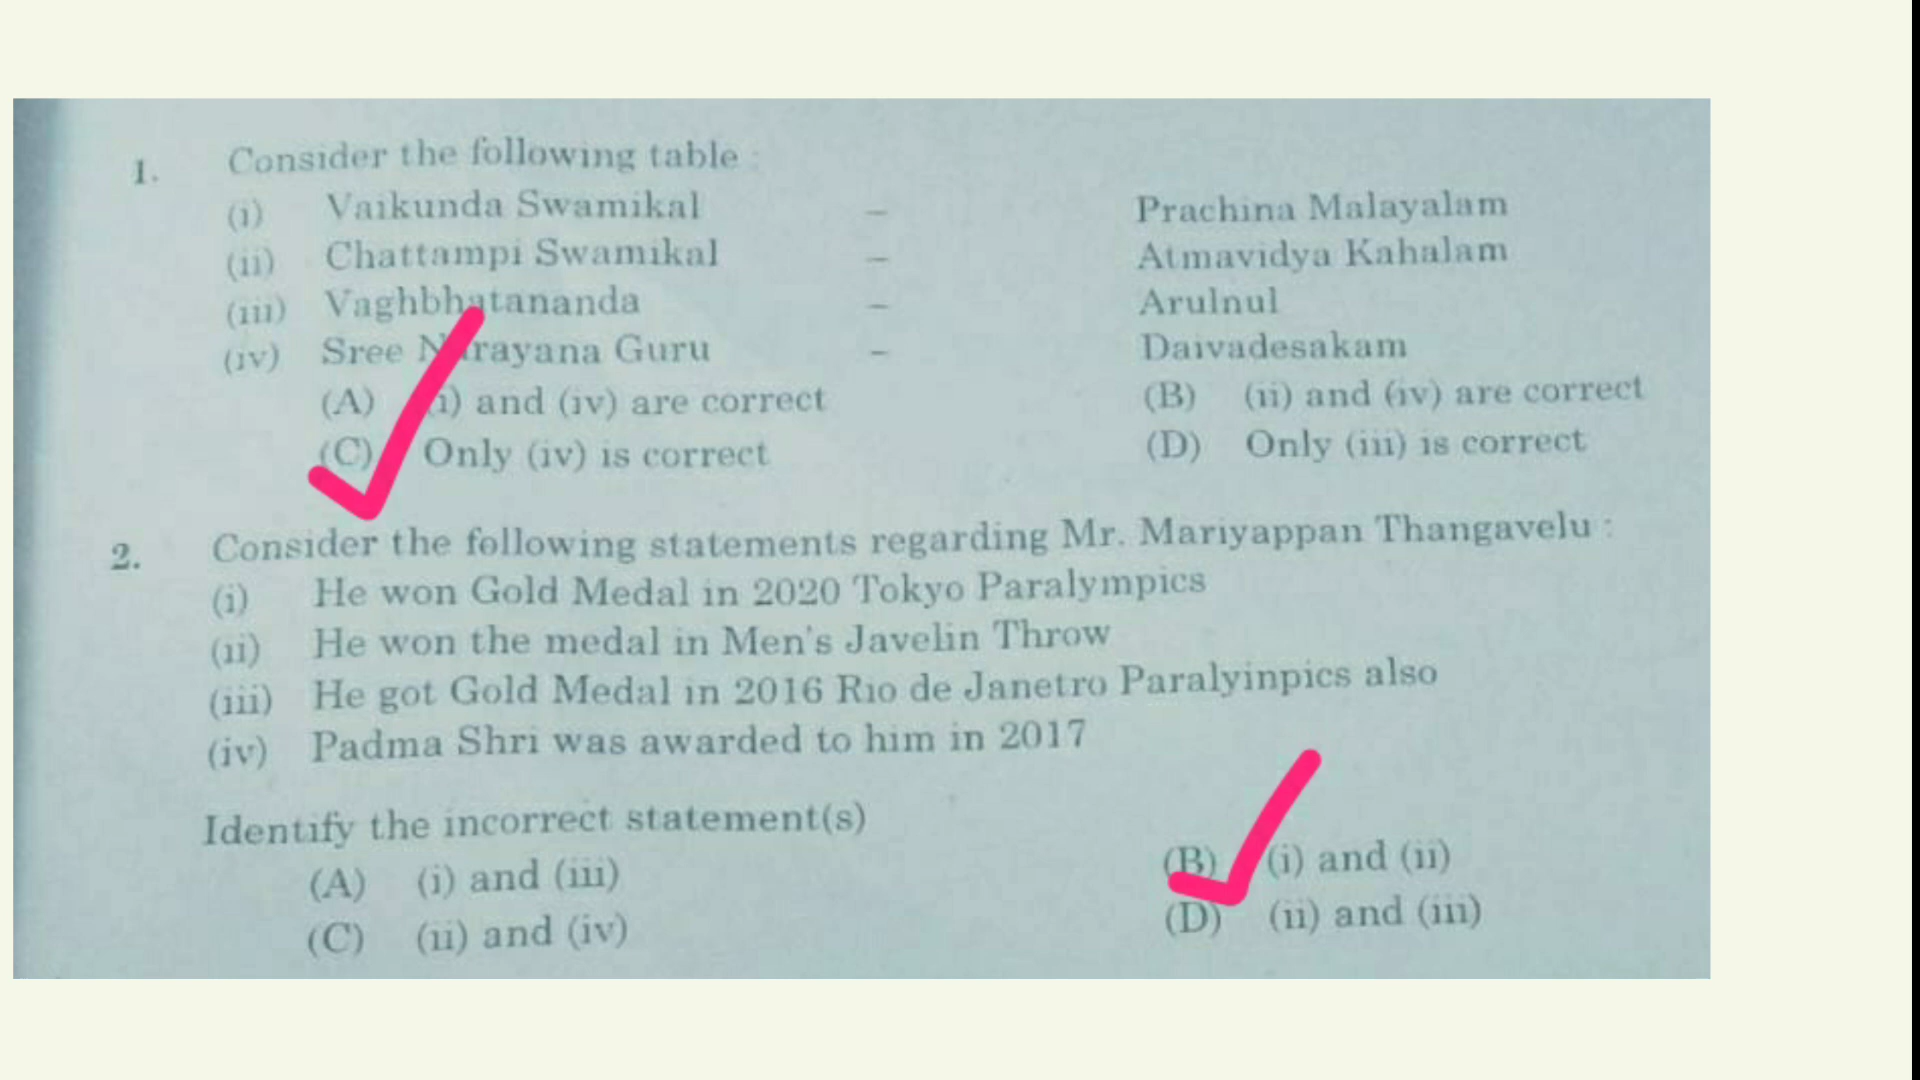 1. Consider the following table :
(i) Vaikunda Swamikal – Prachina Malayalam
(ii) Chattampi Swamikal – Atmavidya Kahalam
(iii) Vaghbhatananda – Arulnul
(iv) Sree Narayana Guru – Daivadesakam
(A) (i) and (iv) are correct (B) (ii) and (iv) are correct
(C) Only (iv) is correct (D) Only (iii) is correct
2. Consider the following statements regarding Mr. Mariyappan Thangavelu :
(i) He won Gold Medal in 2020 Tokyo Paralympics
(ii) He won the medal in Men's Javelin Throw
(iii) He got Gold Medal in 2016 Rio de Janetro Paralyinpics also
(iv) Padma Shri was awarded to him in 2017
Identify the incorrect statement(s)
(A) (i) and (iii) (B) (i) and (ii)
(C) (ii) and (iv) (D) (ii) and (iii)